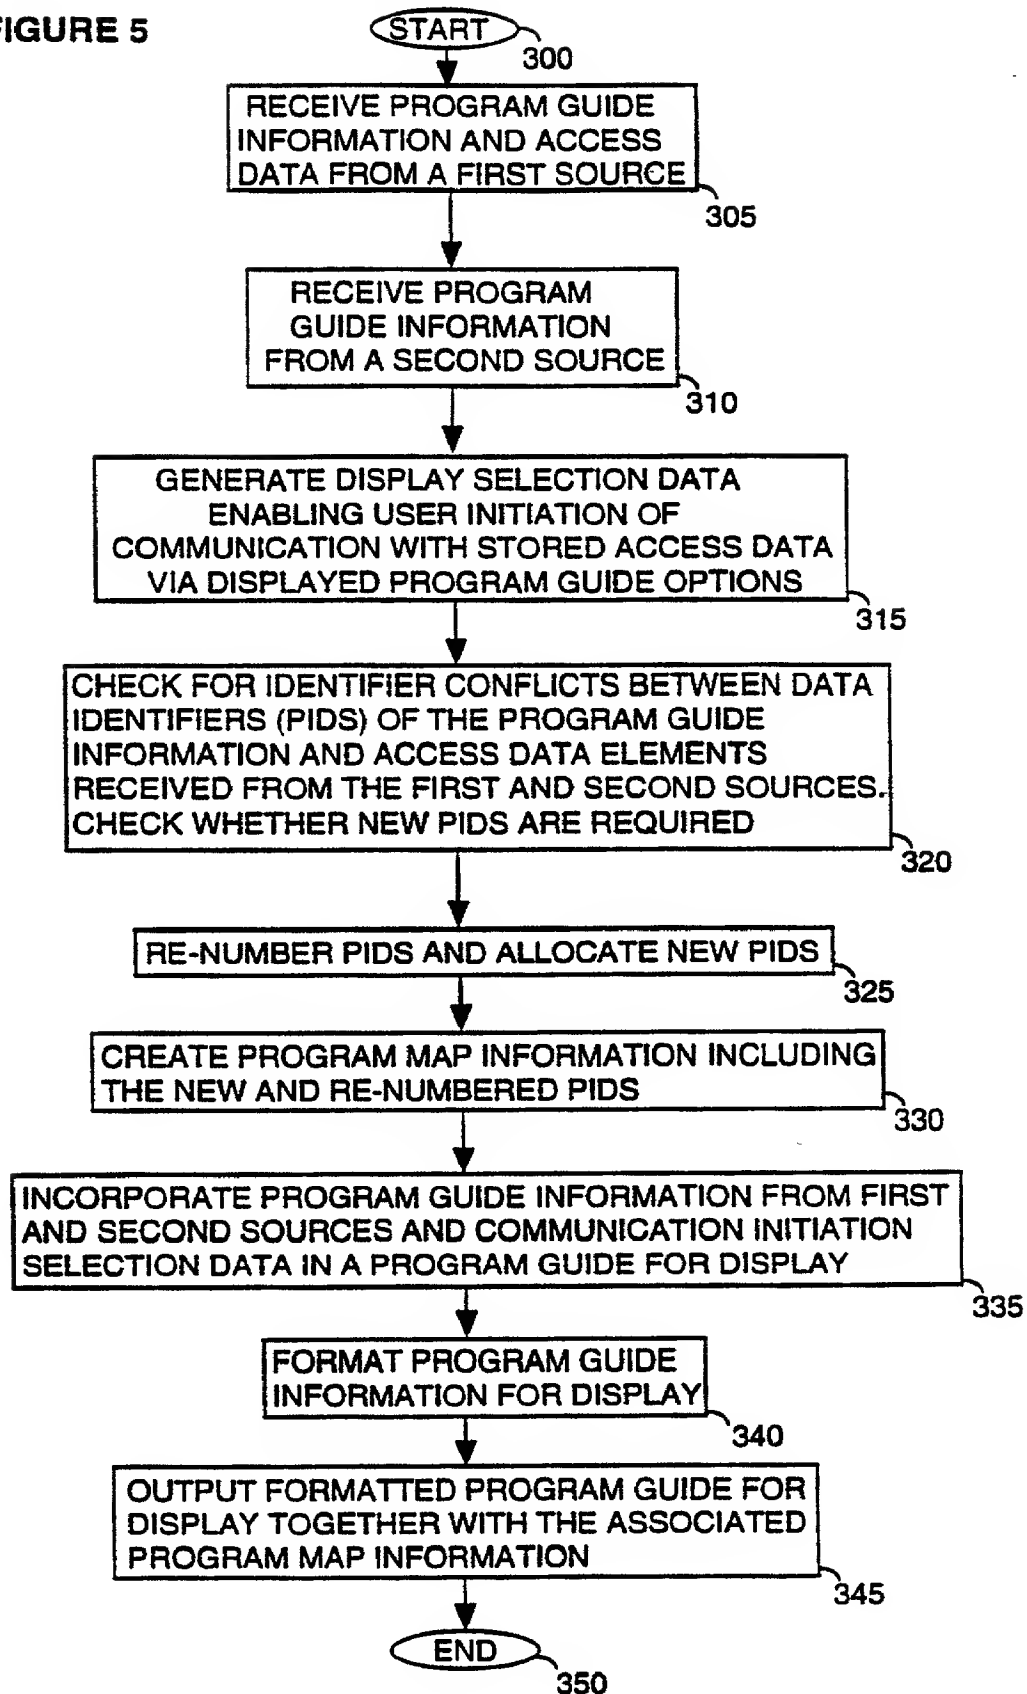 FIGURE 5
START
300
RECEIVE PROGRAM GUIDE
INFORMATION AND ACCESS
DATA FROM A FIRST SOURCE
305
RECEIVE PROGRAM
GUIDE INFORMATION
FROM A SECOND SOURCE
310
GENERATE DISPLAY SELECTION DATA
ENABLING USER INITIATION OF
COMMUNICATION WITH STORED ACCESS DATA
VIA DISPLAYED PROGRAM GUIDE OPTIONS
315
CHECK FOR IDENTIFIER CONFLICTS BETWEEN DATA
IDENTIFIERS (PIDS) OF THE PROGRAM GUIDE
INFORMATION AND ACCESS DATA ELEMENTS
RECEIVED FROM THE FIRST AND SECOND SOURCES.
CHECK WHETHER NEW PIDS ARE REQUIRED
320
RE-NUMBER PIDS AND ALLOCATE NEW PIDS
325
CREATE PROGRAM MAP INFORMATION INCLUDING
THE NEW AND RE-NUMBERED PIDS
330
INCORPORATE PROGRAM GUIDE INFORMATION FROM FIRST
AND SECOND SOURCES AND COMMUNICATION INITIATION
SELECTION DATA IN A PROGRAM GUIDE FOR DISPLAY
335
FORMAT PROGRAM GUIDE
INFORMATION FOR DISPLAY
340
OUTPUT FORMATTED PROGRAM GUIDE FOR
DISPLAY TOGETHER WITH THE ASSOCIATED
PROGRAM MAP INFORMATION
345
END
350